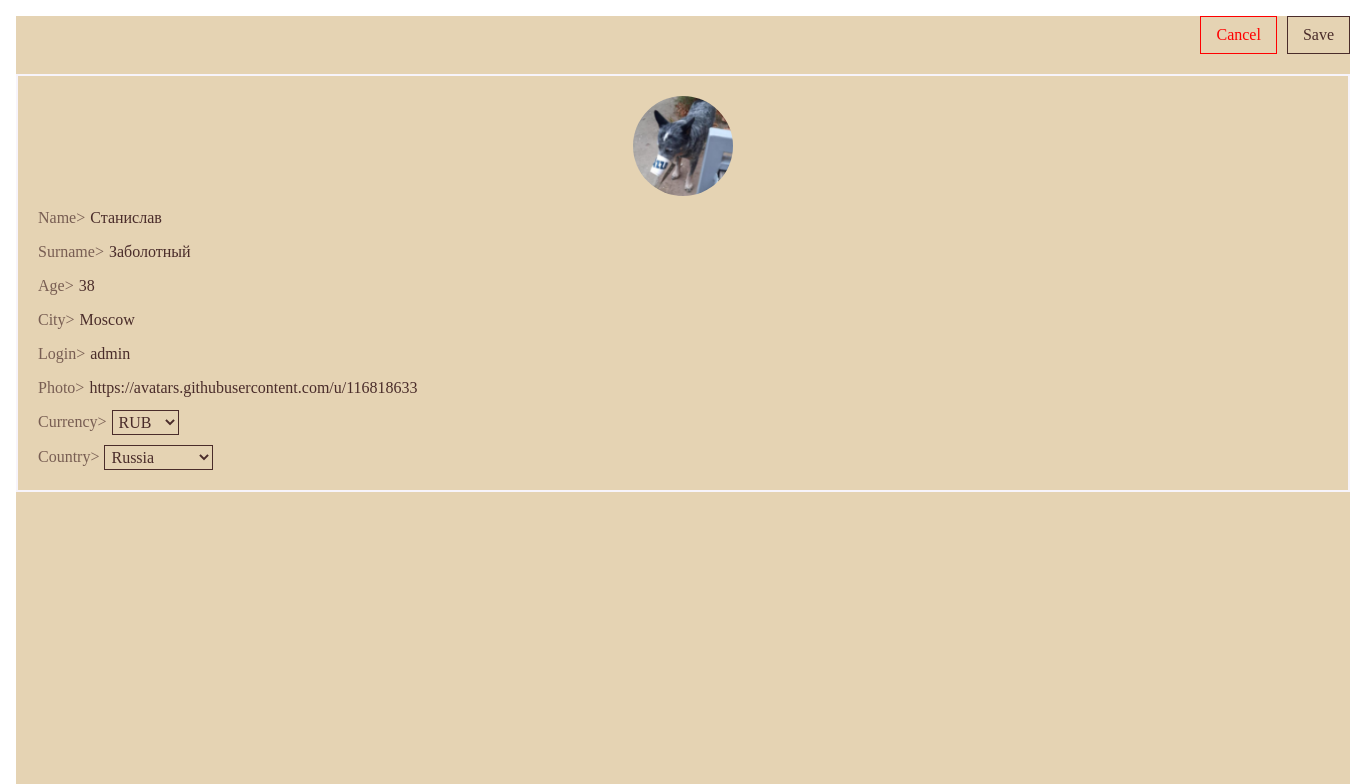 Cancel Save
Name> Станислав
Surname> Заболотный
Age> 38
City> Moscow
Login> admin
Photo> https://avatars.githubusercontent.com/u/116818633
Currency> RUB
Country> Russia